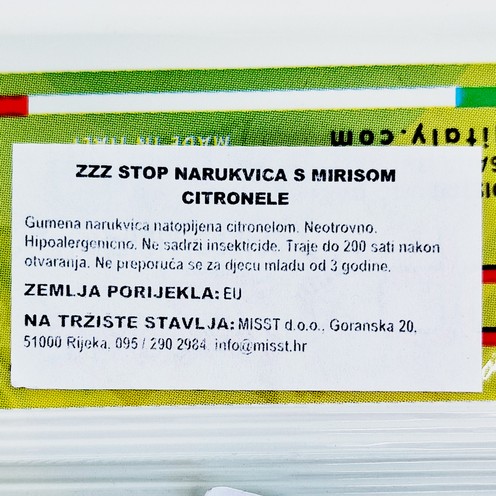 MADE IN ITALY
italy.com
ZZZ STOP NARUKVICA S MIRISOM
CITRONELE
Gumena narukvica natopljena citronelom. Neotrovno.
Hipoalergenicno. Ne sadrzi insekticide. Traje do 200 sati nakon
otvaranja. Ne preporuča se za djecu mlađu od 3 godine.
ZEMLJA PORIJEKLA: EU
NA TRŽIŠTE STAVLJA: MISST d.o.o., Goranska 20,
51000 Rijeka, 095 / 290 2984, info@misst.hr